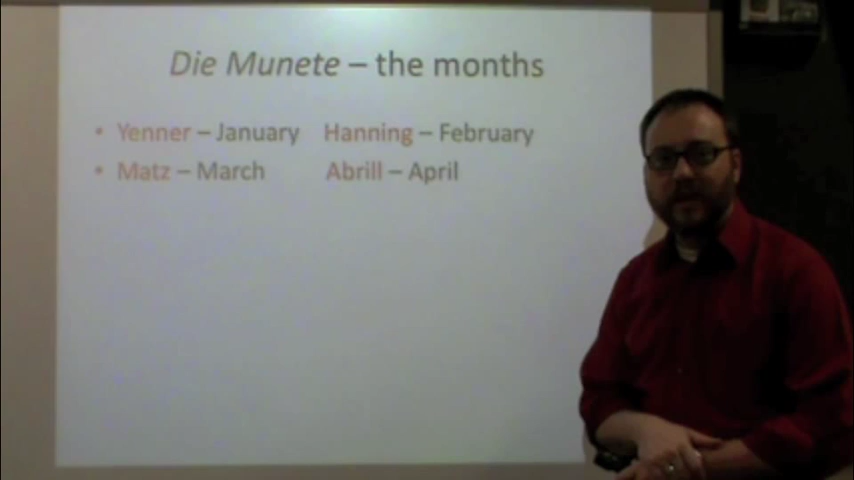 Die Munete – the months
• Yenner – January Hanning – February
• Matz – March Abrill – April